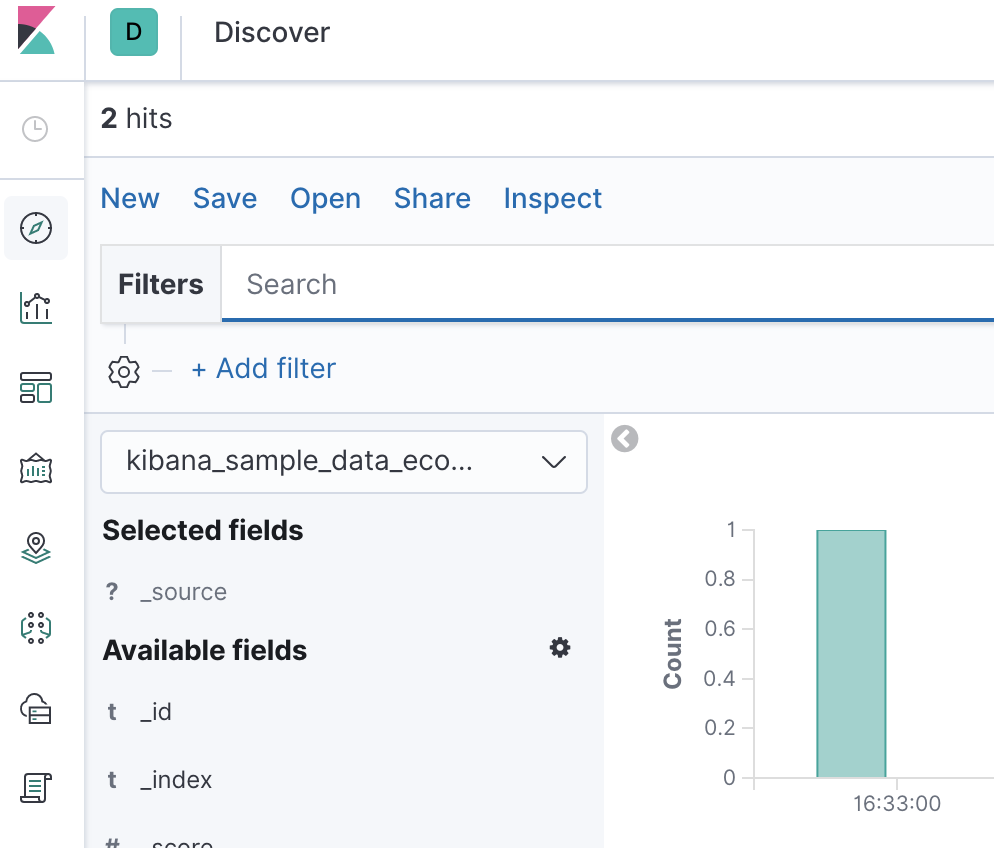 D Discover
2 hits
New Save Open Share Inspect
Filters Search
+ Add filter
kibana_sample_data_eco...
Selected fields
? _source
Available fields
t _id
t _index
# _score
1
0.8
0.6
0.4
0.2
0
Count
16:33:00